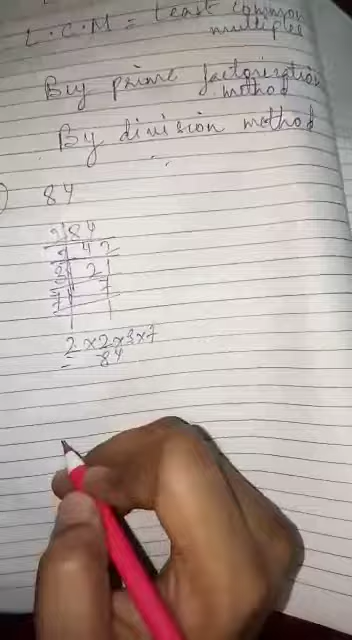 L.C.M = Least common
multiples
By prime factorization
method
By division method
84
2 84
2 42
3 21
7 7
1
2 × 2 × 3 × 7
= 84